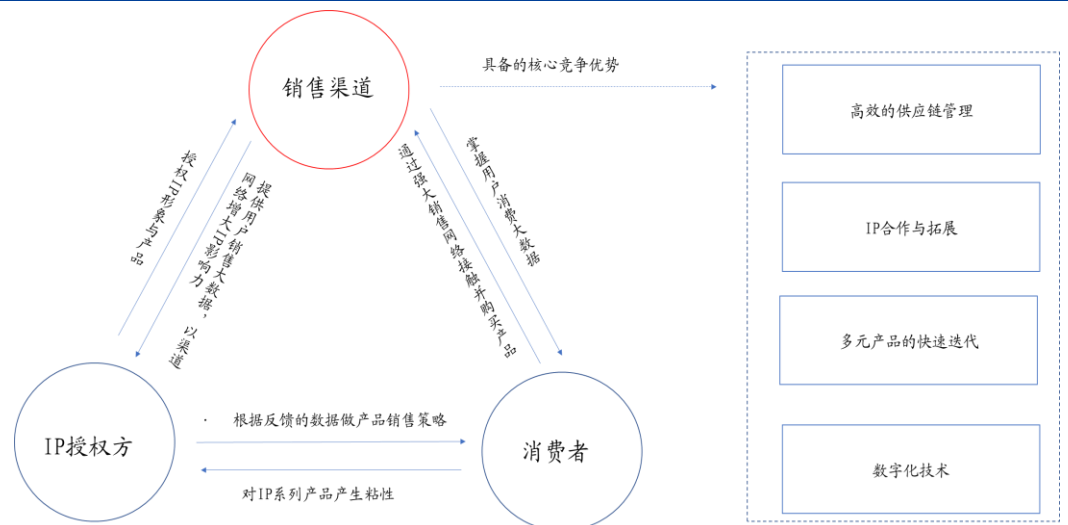 销售渠道
具备的核心竞争优势
高效的供应链管理
IP合作与拓展
多元产品的快速迭代
数字化技术
授权IP形象与产品
提供用户销售大数据，以渠道
网络增大IP影响力
通过强大销售网络接触并购买产品
掌握用户消费大数据
IP授权方
· 根据反馈的数据做产品销售策略
对IP系列产品产生粘性
消费者